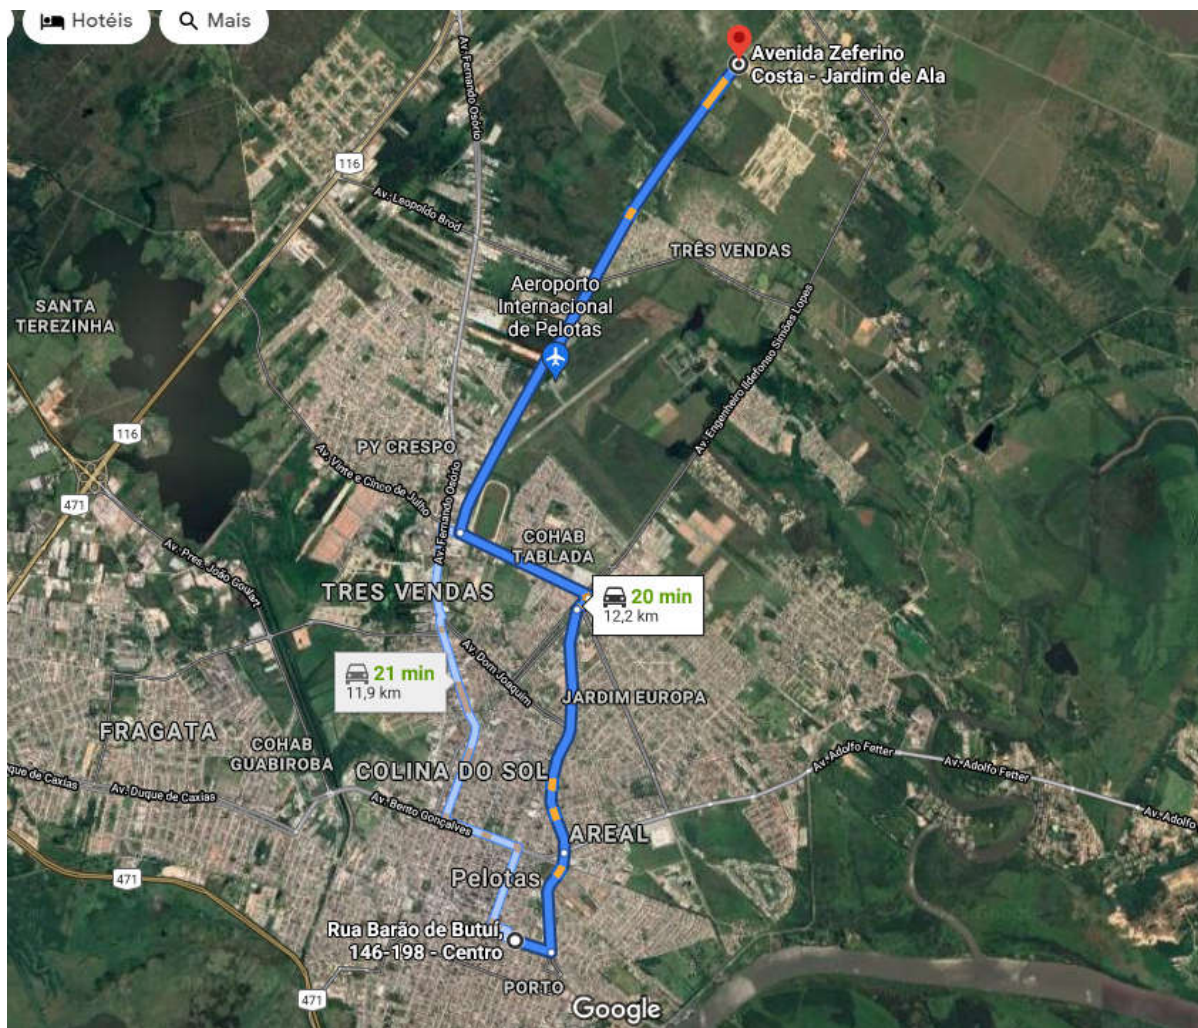 Hotéis
Mais
Avenida Zeferino
Costa - Jardim de Ala
Av. Fernando Osório
116
Av. Leopoldo Brod
TRÊS VENDAS
Aeroporto
Internacional
de Pelotas
SANTA
TEREZINHA
Av. Engenheiro Ildefonso Simões Lopes
116
PY CRESPO
Av. Vinte e Cinco de Julho
Av. Fernando Osório
471
COHAB
TABLADA
Av. Pres. João Goulart
TRES VENDAS
20 min
12,2 km
Av. Dom Joaquim
21 min
11,9 km
JARDIM EUROPA
FRAGATA
COHAB
GUABIROBA
COLINA DO SOL
Av. Adolfo Fetter
Av. Adolfo Fetter
Av. Adolfo
que de Caxias
Av. Duque de Caxias
Av. Bento Gonçalves
AREAL
471
Pelotas
Rua Barão de Butuí,
146-198 - Centro
PORTO
471
Google